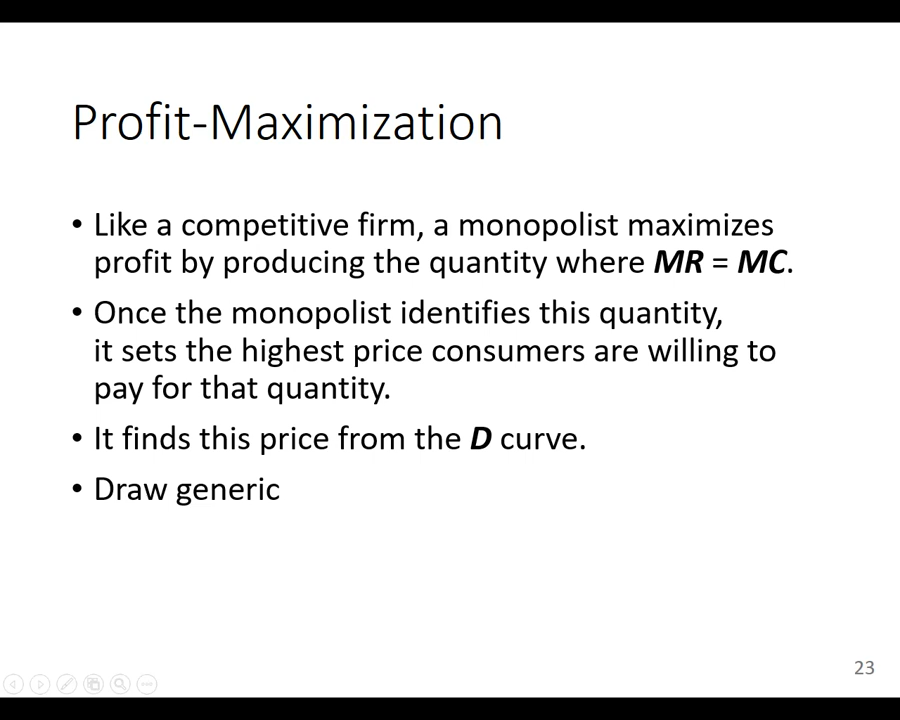 Profit-Maximization
• Like a competitive firm, a monopolist maximizes
profit by producing the quantity where MR = MC.
• Once the monopolist identifies this quantity,
it sets the highest price consumers are willing to
pay for that quantity.
• It finds this price from the D curve.
• Draw generic
23